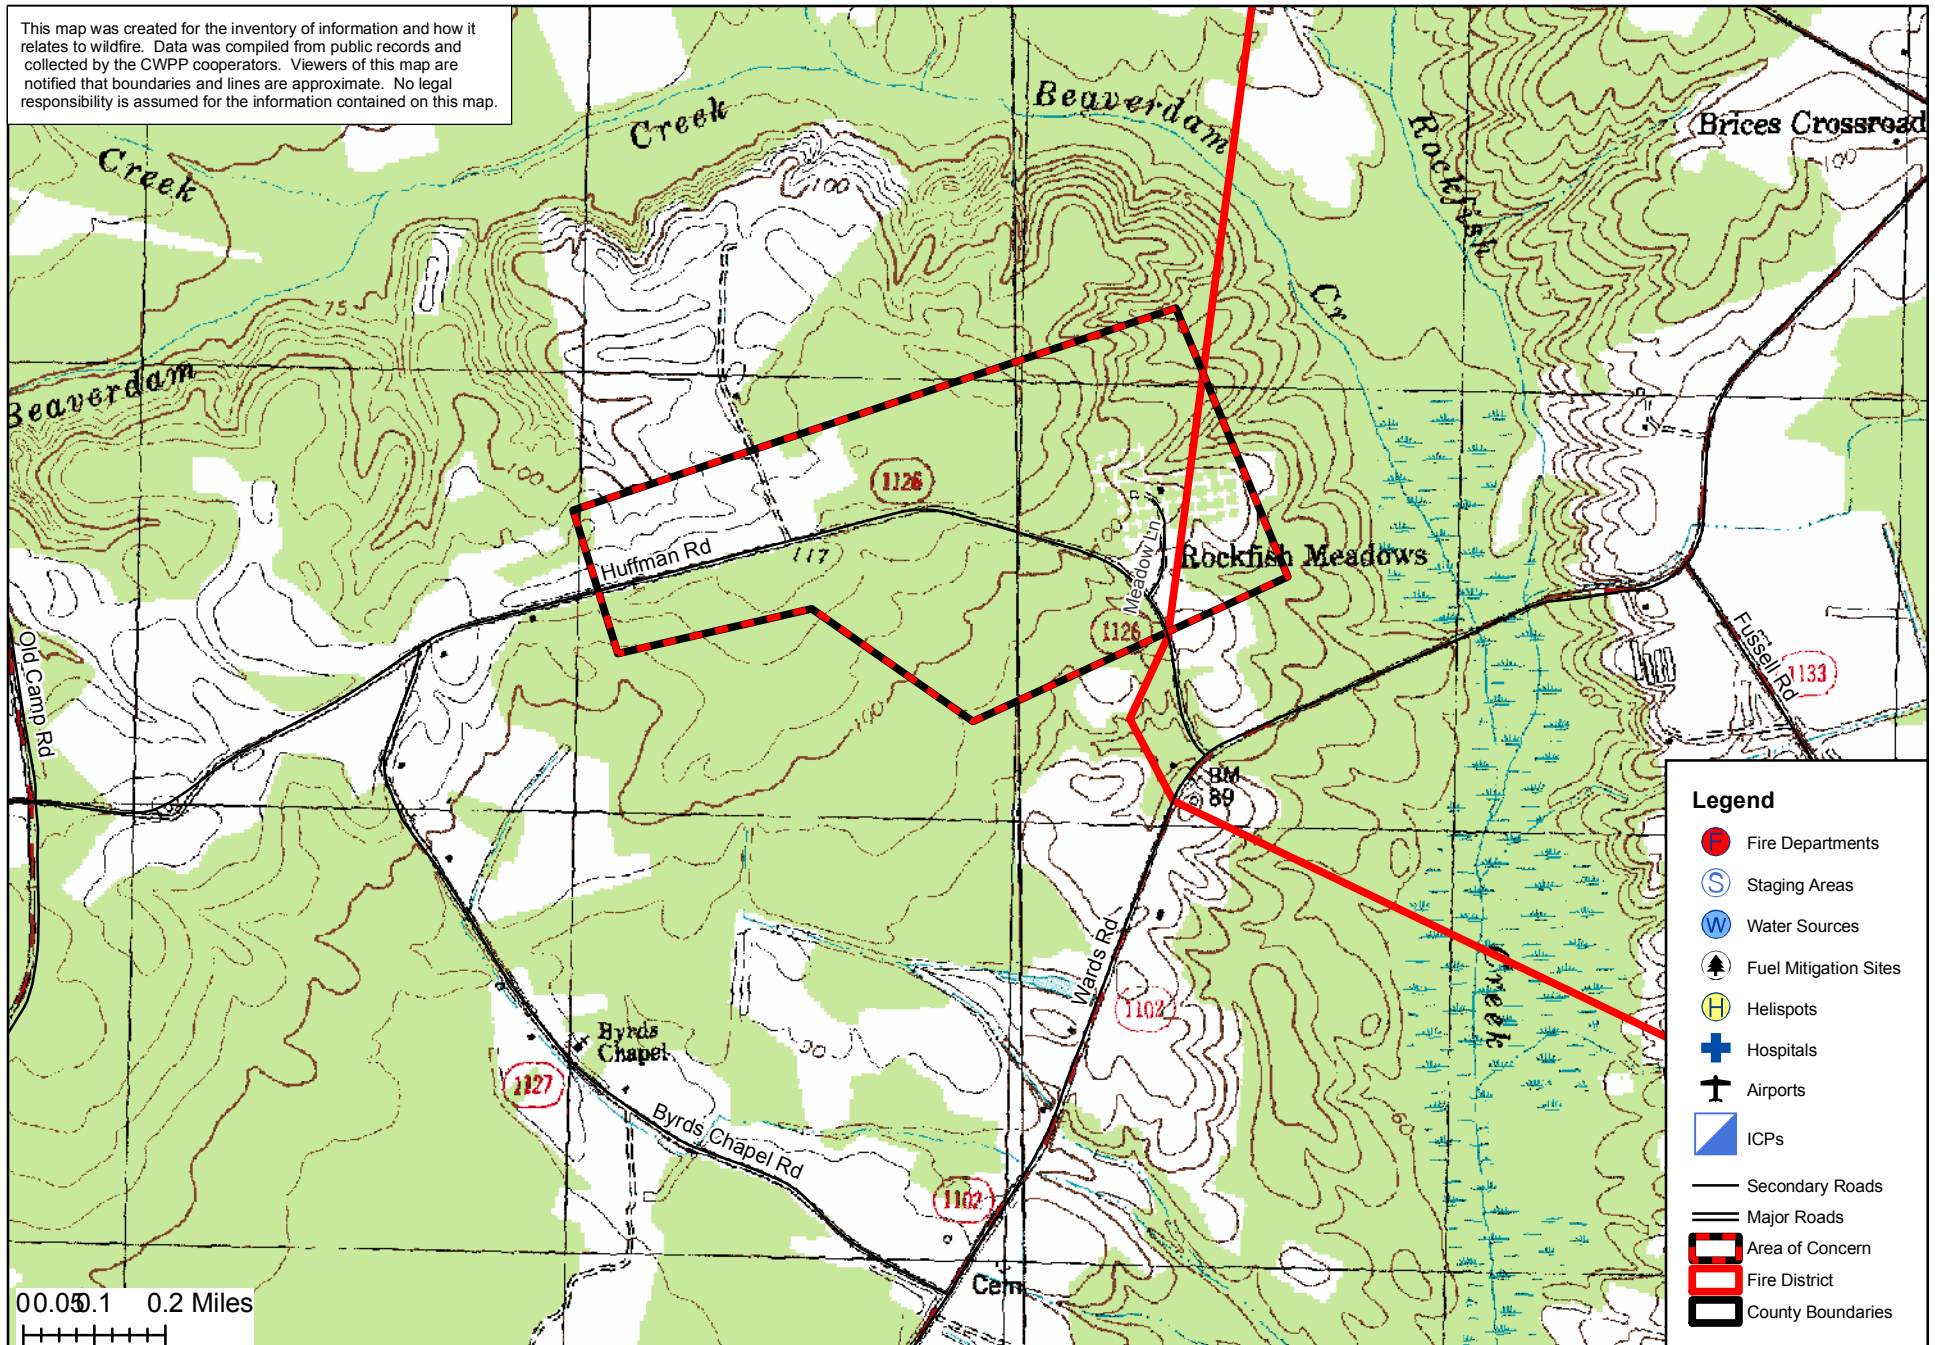 This map was created for the inventory of information and how it
relates to wildfire. Data was compiled from public records and
collected by the CWPP cooperators. Viewers of this map are
notified that boundaries and lines are approximate. No legal
responsibility is assumed for the information contained on this map.
Creek
Creek
Beaverdam
Rockfish
Brices Crossroad
100
100
75
Cr
75
Beaverdam
100
1126
Huffman Rd
117
Meadow Ln
Rockfish Meadows
1126
Old Camp Rd
Fussell Rd
1133
100
BM
89
Wards Rd
1102
Creek
Byrds
Chapel
1127
Byrds Chapel Rd
60
1102
Cem
Legend
F Fire Departments
S Staging Areas
W Water Sources
Fuel Mitigation Sites
H Helispots
Hospitals
Airports
ICPs
Secondary Roads
Major Roads
Area of Concern
Fire District
County Boundaries
0 0.05 0.1 0.2 Miles